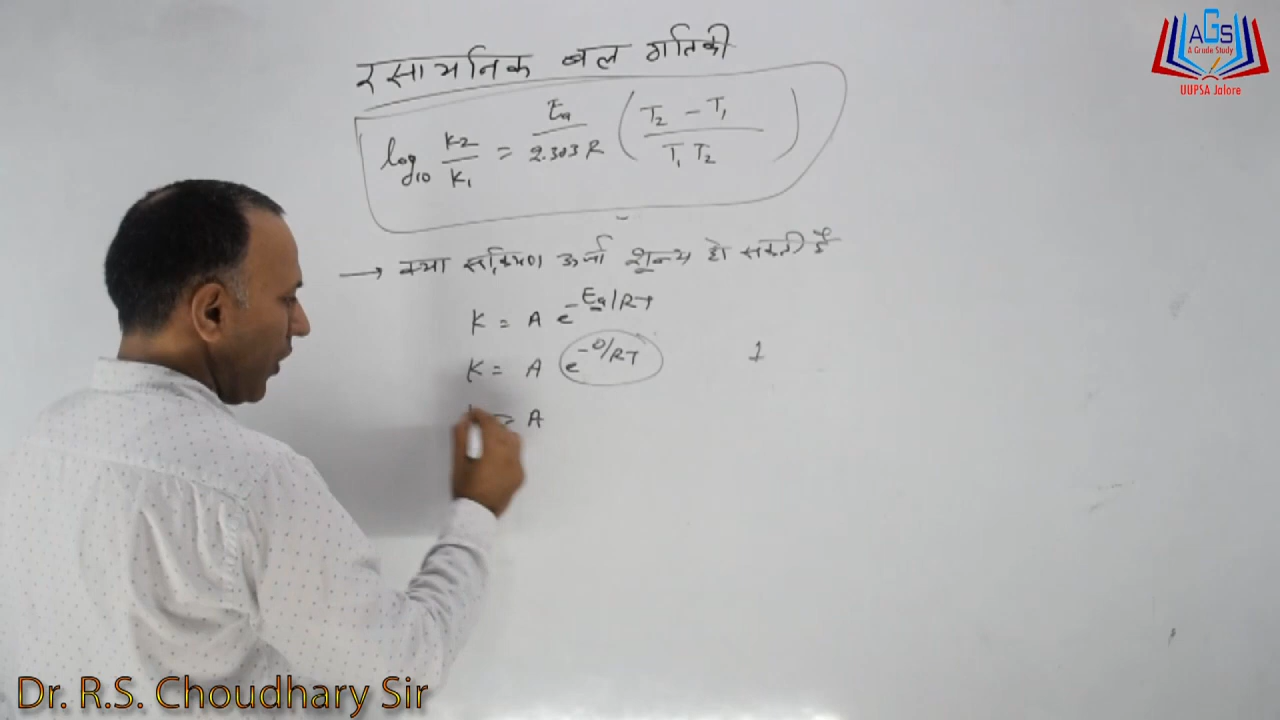 रसायनिक बल गतिकी
log10 K2/K1 = Ea/2.303 R (T2 - T1/T1 T2)
→ क्या सक्रियण ऊर्जा शून्य हो सकती है
K = A e^-Ea/RT
K = A e^-0/RT
1
= A
AGS
A Grade Study
UUPSA Jalore
Dr. R.S. Choudhary Sir